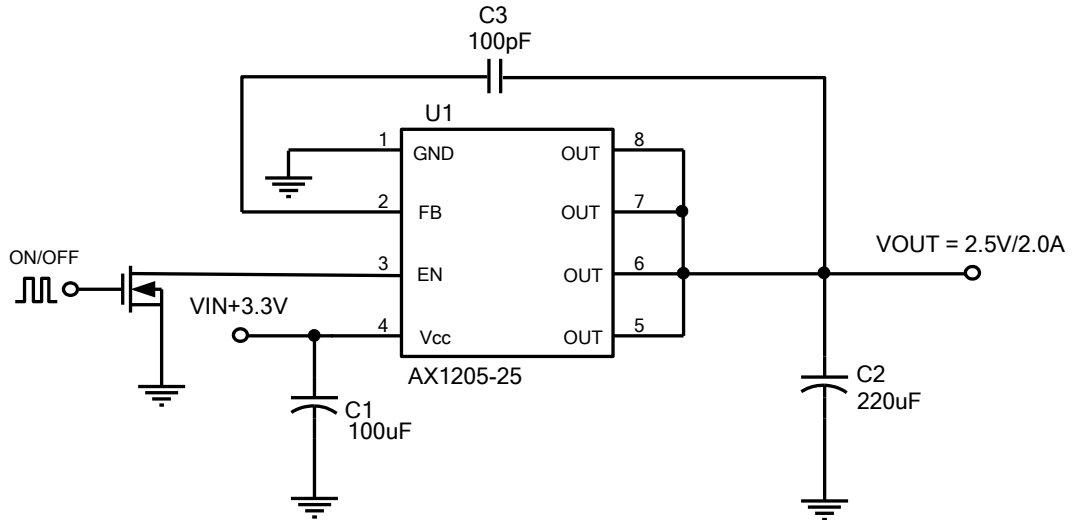 C3
100pF
U1
1
GND
OUT
8
2
FB
OUT
7
ON/OFF
3
EN
OUT
6
VOUT = 2.5V/2.0A
VIN+3.3V
4
Vcc
OUT
5
AX1205-25
C1
100uF
C2
220uF